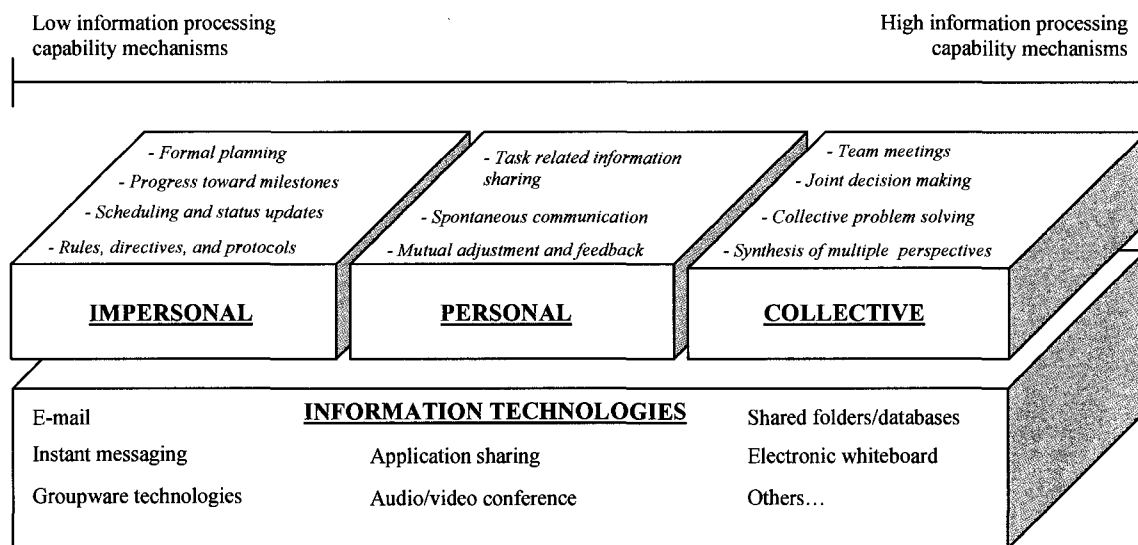 Low information processing
capability mechanisms
High information processing
capability mechanisms
- Formal planning
- Progress toward milestones
- Scheduling and status updates
- Rules, directives, and protocols
IMPERSONAL
- Task related information
sharing
- Spontaneous communication
- Mutual adjustment and feedback
PERSONAL
- Team meetings
- Joint decision making
- Collective problem solving
- Synthesis of multiple perspectives
COLLECTIVE
INFORMATION TECHNOLOGIES
E-mail
Instant messaging
Groupware technologies
Application sharing
Audio/video conference
Shared folders/databases
Electronic whiteboard
Others...